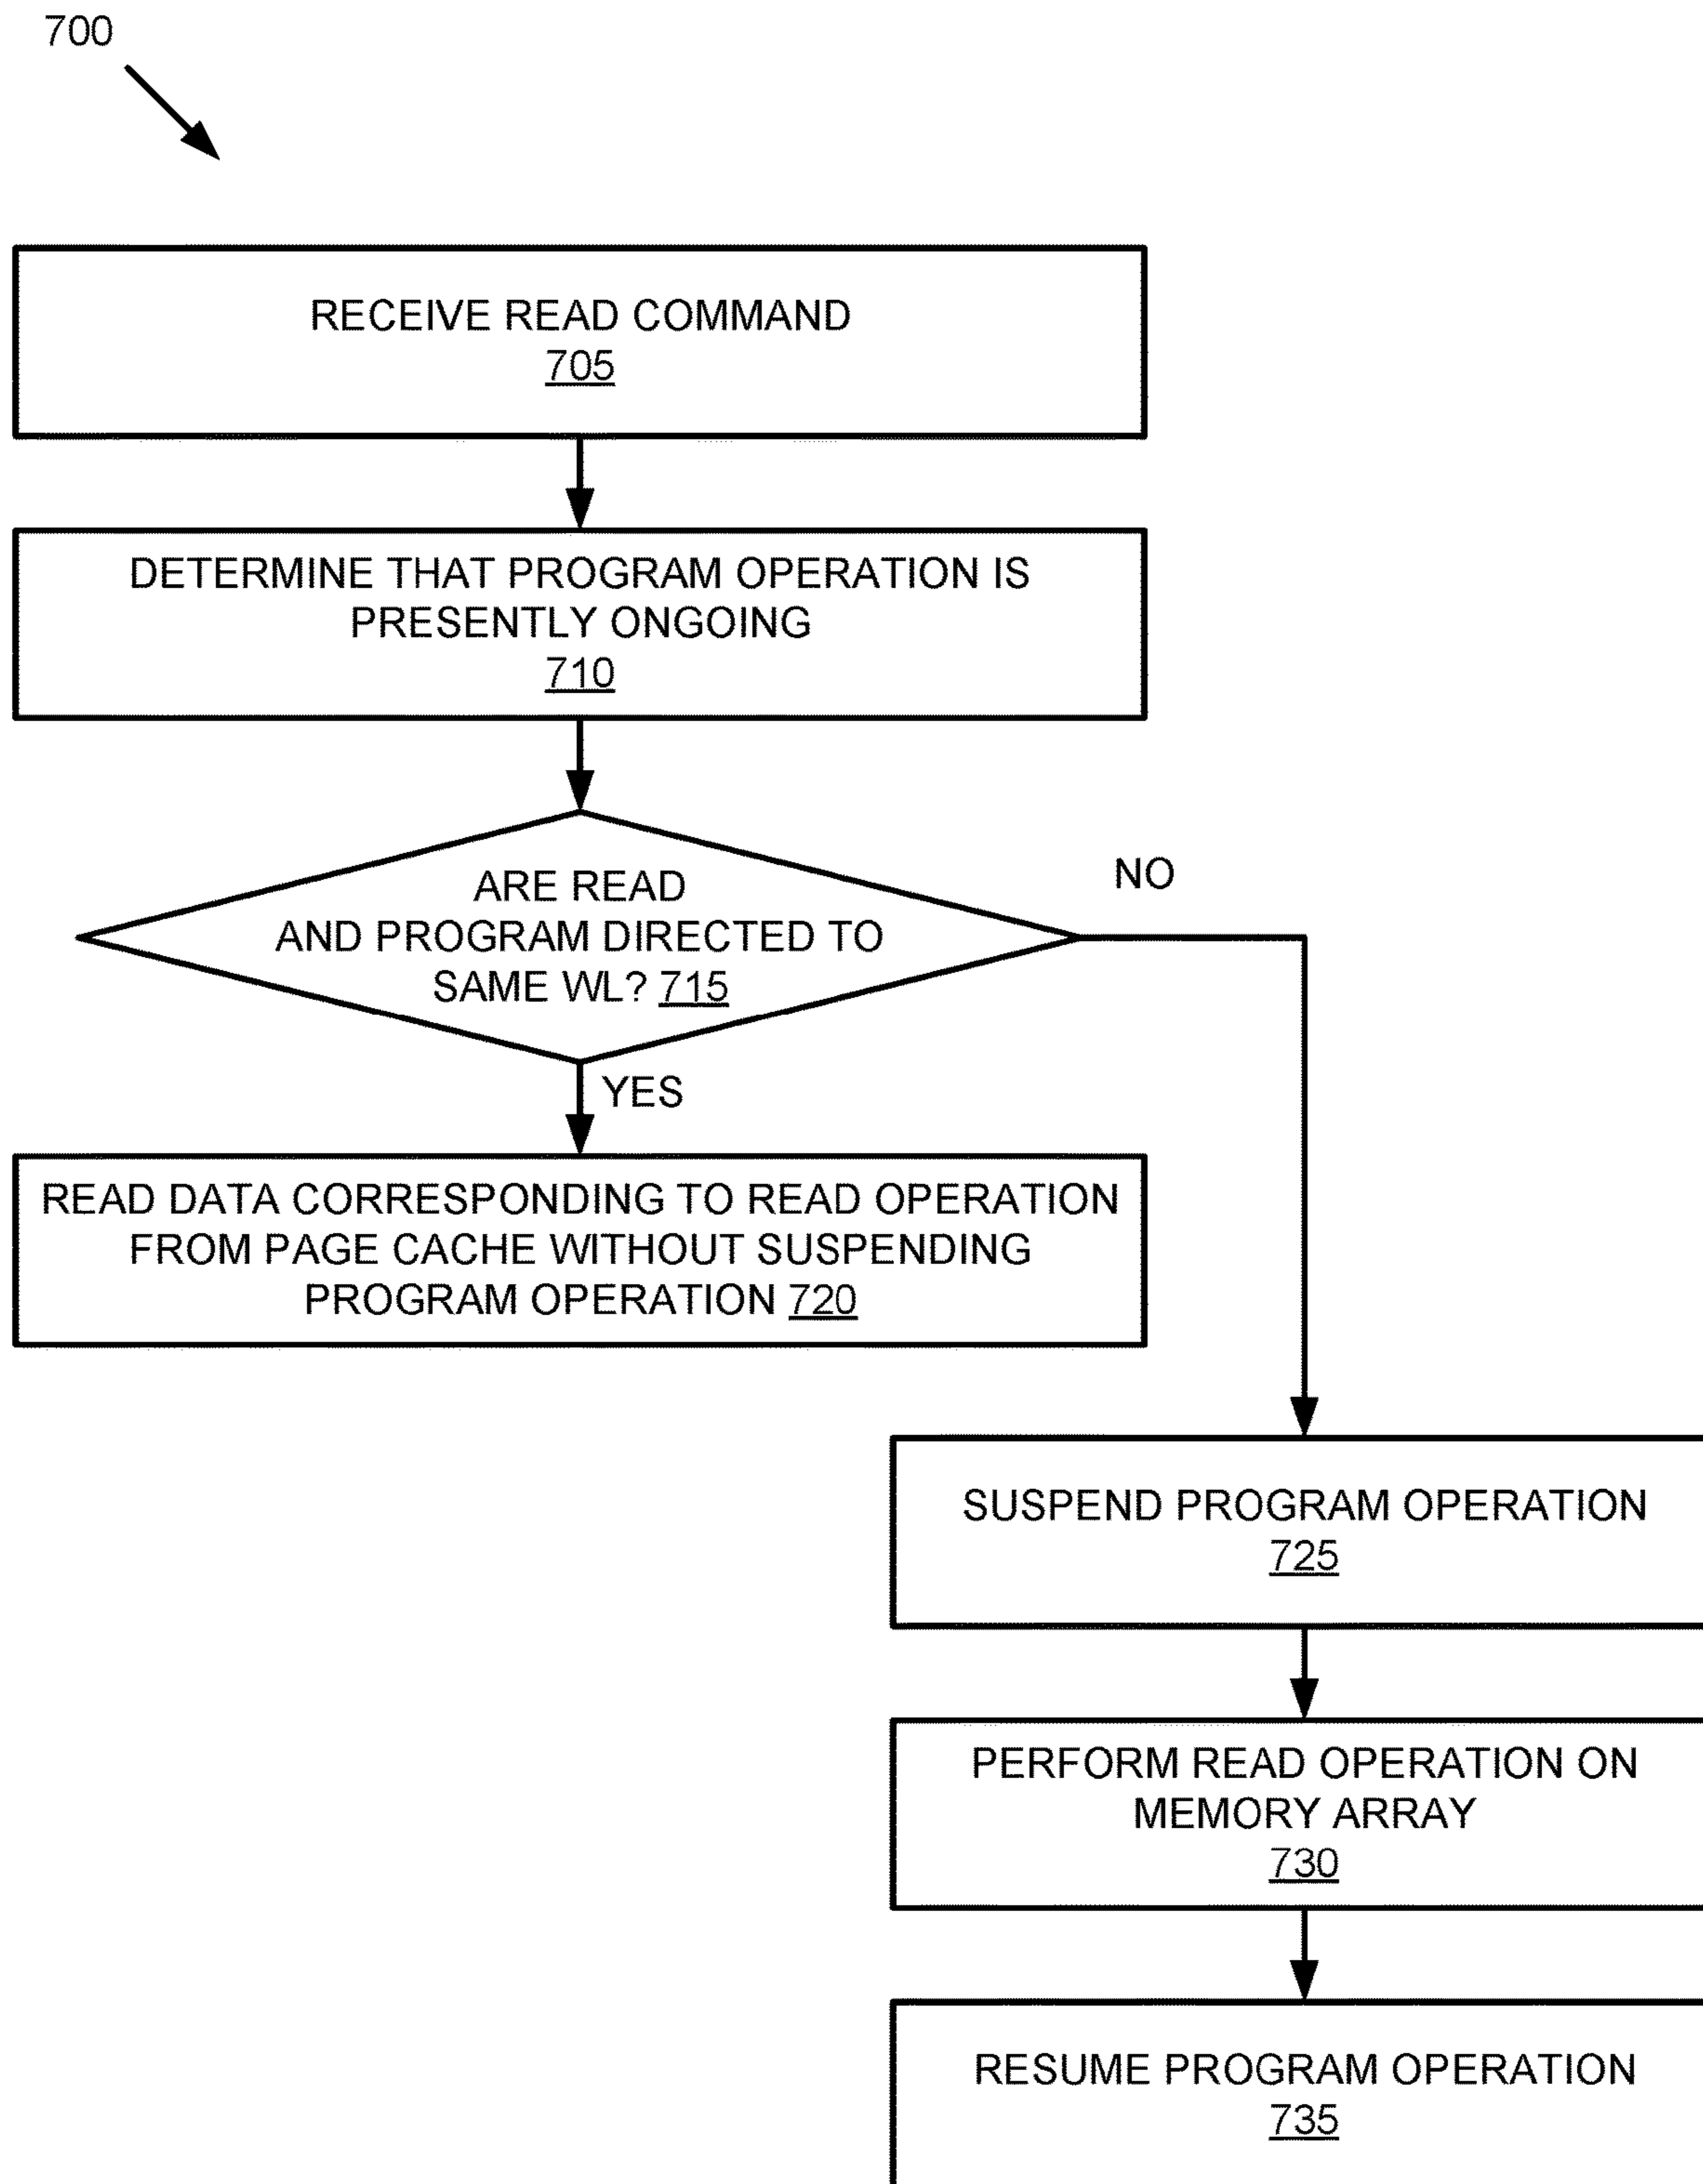 700
RECEIVE READ COMMAND
705
DETERMINE THAT PROGRAM OPERATION IS
PRESENTLY ONGOING
710
ARE READ
AND PROGRAM DIRECTED TO
SAME WL? 715
NO
YES
READ DATA CORRESPONDING TO READ OPERATION
FROM PAGE CACHE WITHOUT SUSPENDING
PROGRAM OPERATION 720
SUSPEND PROGRAM OPERATION
725
PERFORM READ OPERATION ON
MEMORY ARRAY
730
RESUME PROGRAM OPERATION
735